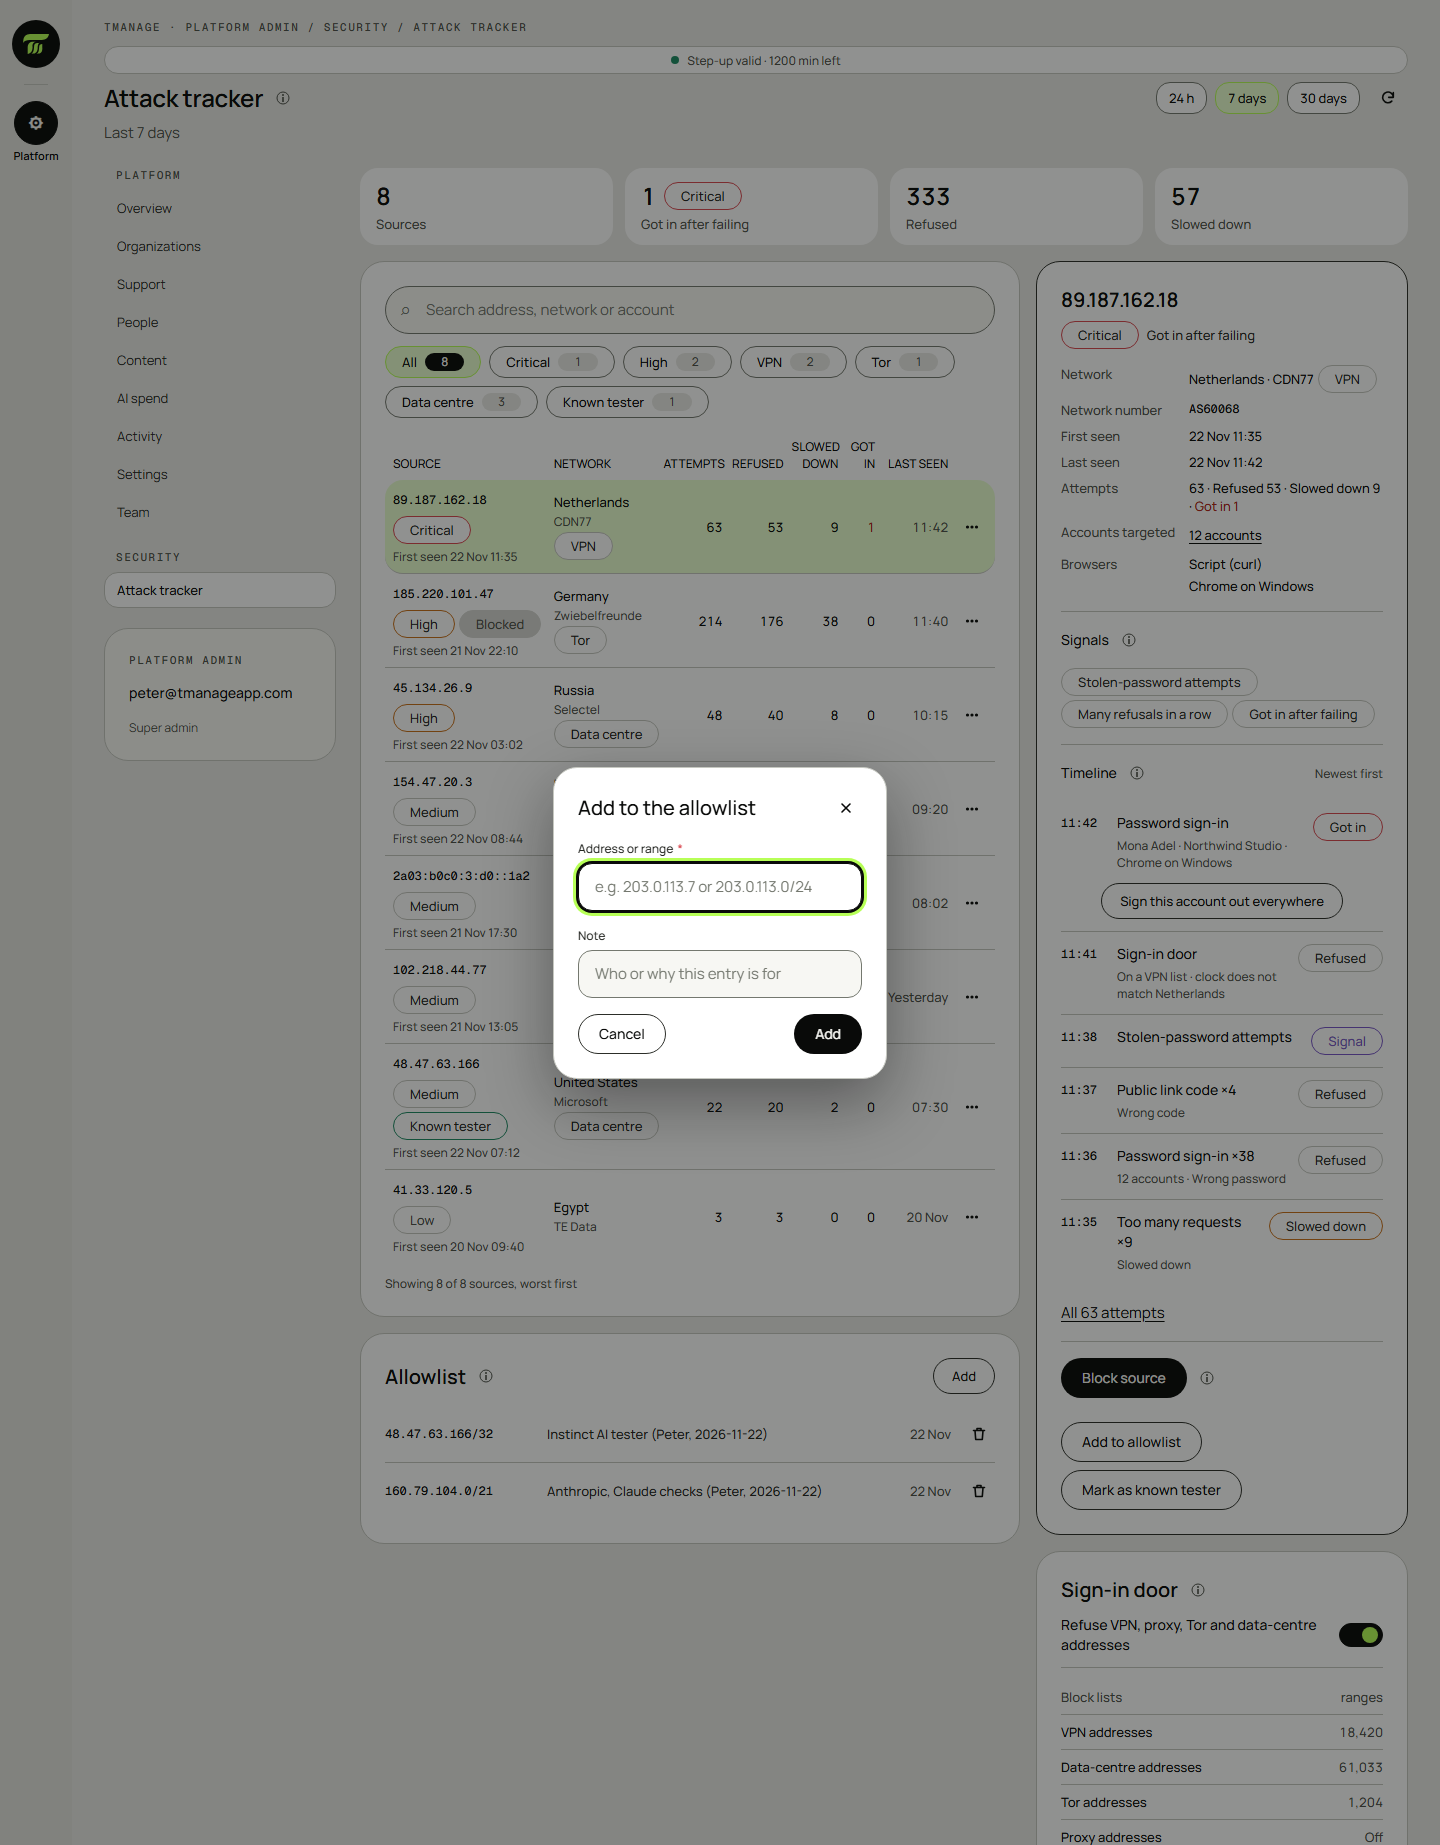 TMANAGE · PLATFORM ADMIN / SECURITY / ATTACK TRACKER
Step-up valid · 1200 min left
Attack tracker
24 h
7 days
30 days
Last 7 days
Platform
PLATFORM
Overview
Organizations
Support
People
Content
AI spend
Activity
Settings
Team
SECURITY
Attack tracker
PLATFORM ADMIN
peter@tmanageapp.com
Super admin
8
Sources
1 Critical
Got in after failing
333
Refused
57
Slowed down
Search address, network or account
All 8
Critical 1
High 2
VPN 2
Tor 1
Data centre 3
Known tester 1
SOURCE NETWORK ATTEMPTS REFUSED SLOWED DOWN GOT IN LAST SEEN
89.187.162.18
Critical
First seen 22 Nov 11:35
Netherlands
CDN77
VPN
63 53 9 1 11:42
185.220.101.47
High Blocked
First seen 21 Nov 22:10
Germany
Zwiebelfreunde
Tor
214 176 38 0 11:40
45.134.26.9
High
First seen 22 Nov 03:02
Russia
Selectel
Data centre
48 40 8 0 10:15
154.47.20.3
Medium
First seen 22 Nov 08:44
09:20
2a03:b0c0:3:d0::1a2
Medium
First seen 21 Nov 17:30
08:02
102.218.44.77
Medium
First seen 21 Nov 13:05
Yesterday
48.47.63.166
Medium
Known tester
First seen 22 Nov 07:12
United States
Microsoft
Data centre
22 20 2 0 07:30
41.33.120.5
Low
First seen 20 Nov 09:40
Egypt
TE Data
3 3 0 0 20 Nov
Showing 8 of 8 sources, worst first
Add to the allowlist
Address or range *
e.g. 203.0.113.7 or 203.0.113.0/24
Note
Who or why this entry is for
Cancel
Add
Allowlist
Add
48.47.63.166/32 Instinct AI tester (Peter, 2026-11-22) 22 Nov
160.79.104.0/21 Anthropic, Claude checks (Peter, 2026-11-22) 22 Nov
89.187.162.18
Critical Got in after failing
Network Netherlands · CDN77 VPN
Network number AS60068
First seen 22 Nov 11:35
Last seen 22 Nov 11:42
Attempts 63 · Refused 53 · Slowed down 9
· Got in 1
Accounts targeted 12 accounts
Browsers Script (curl)
Chrome on Windows
Signals
Stolen-password attempts
Many refusals in a row
Got in after failing
Timeline
Newest first
11:42 Password sign-in Got in
Mona Adel · Northwind Studio ·
Chrome on Windows
Sign this account out everywhere
11:41 Sign-in door Refused
On a VPN list · clock does not
match Netherlands
11:38 Stolen-password attempts Signal
11:37 Public link code ×4 Refused
Wrong code
11:36 Password sign-in ×38 Refused
12 accounts · Wrong password
11:35 Too many requests Slowed down
×9
Slowed down
All 63 attempts
Block source
Add to allowlist
Mark as known tester
Sign-in door
Refuse VPN, proxy, Tor and data-centre
addresses
Block lists ranges
VPN addresses 18,420
Data-centre addresses 61,033
Tor addresses 1,204
Proxy addresses Off